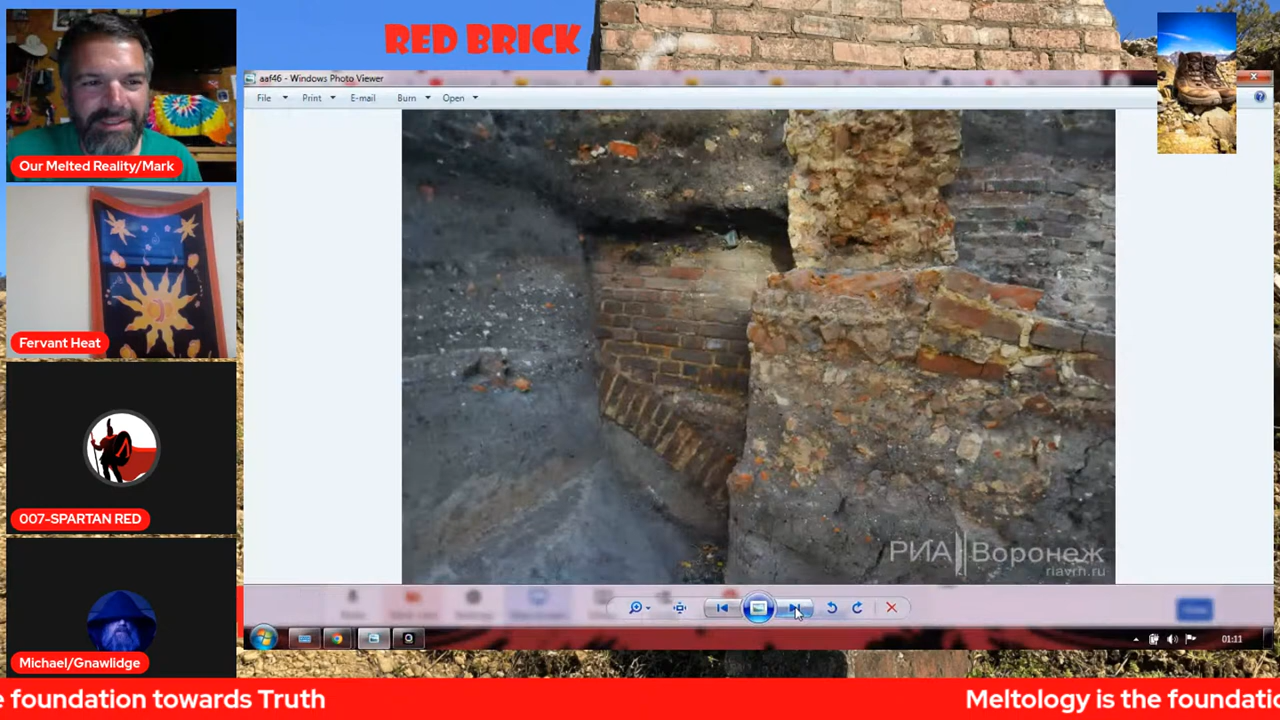 RED BRICK
aaf46 - Windows Photo Viewer
File Print E-mail Burn Open
Our Melted Reality/Mark
Fervant Heat
007-SPARTAN RED
Michael/Gnawlidge
РИА Воронеж
riavrn.ru
01:11
e foundation towards Truth
Meltology is the foundatio